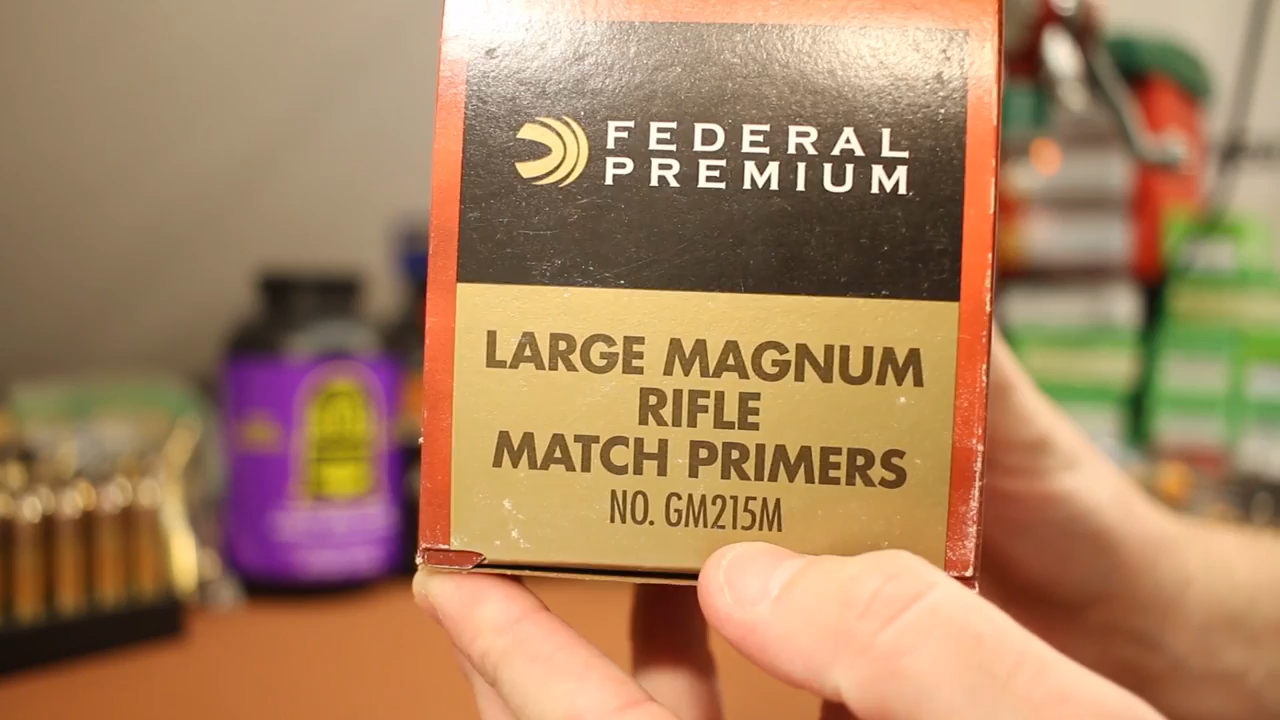 FEDERAL
PREMIUM
LARGE MAGNUM
RIFLE
MATCH PRIMERS
NO. GM215M